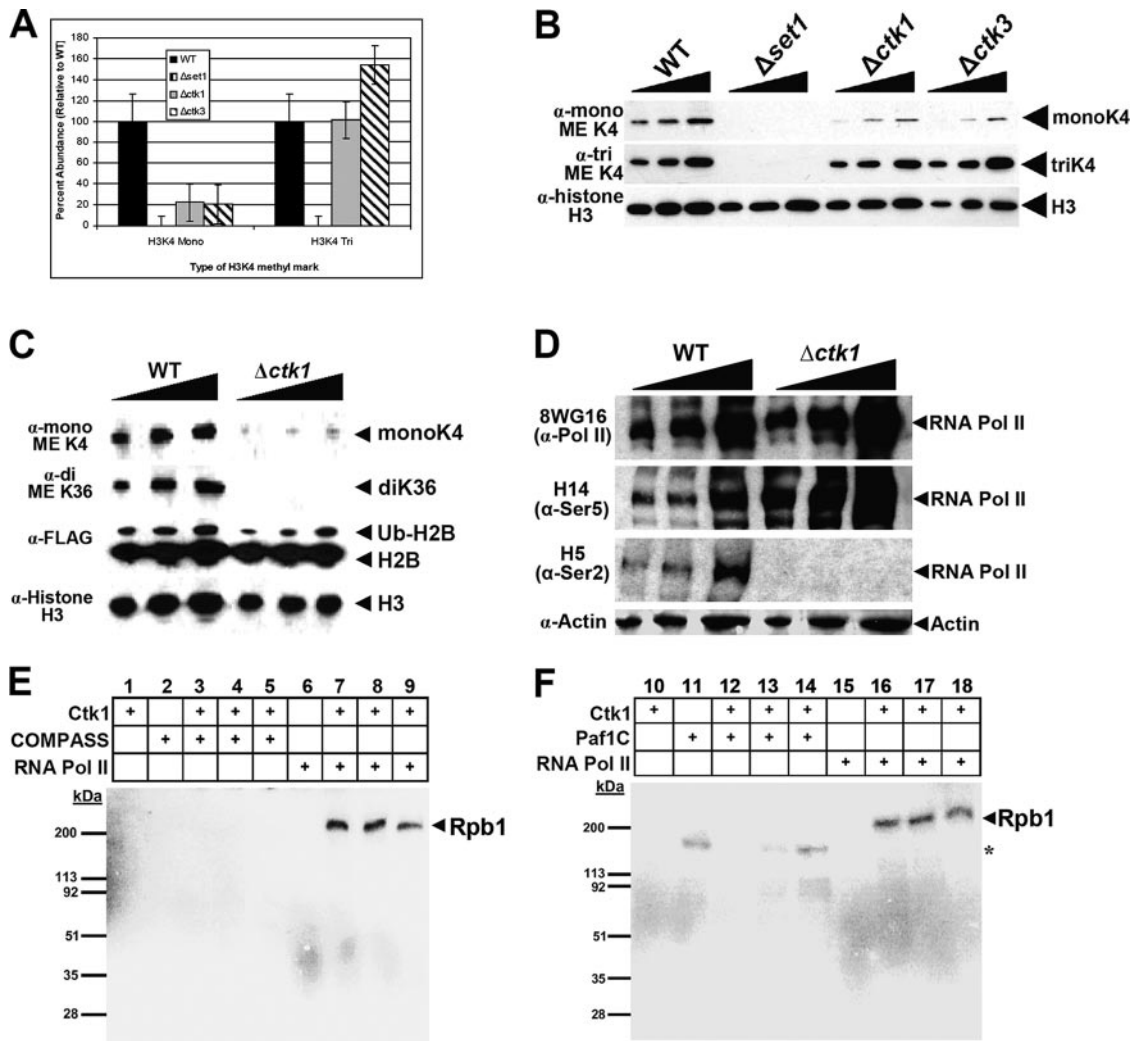 A
Percent Abundance (Relative to WT)
180
160
140
120
100
80
60
40
20
0
WT
Δset1
Δctk1
Δctk3
H3K4 Mono
H3K4 Tri
Type of H3K4 methyl mark
B
WT
Δset1
Δctk1
Δctk3
α-mono
ME K4
monoK4
α-tri
ME K4
triK4
α-histone
H3
H3
C
WT
Δctk1
α-mono
ME K4
monoK4
α-di
ME K36
diK36
α-FLAG
Ub-H2B
H2B
α-Histone
H3
H3
D
WT
Δctk1
8WG16
(α-Pol II)
RNA Pol II
H14
(α-Ser5)
RNA Pol II
H5
(α-Ser2)
RNA Pol II
α-Actin
Actin
E
1 2 3 4 5 6 7 8 9
Ctk1 + + + + + + +
COMPASS + + + +
RNA Pol II + + + +
kDa
200
113
92
51
35
28
Rpb1
F
10 11 12 13 14 15 16 17 18
Ctk1 + + + + + + +
Paf1C + + + +
RNA Pol II + + + +
kDa
200
113
92
51
35
28
Rpb1
*